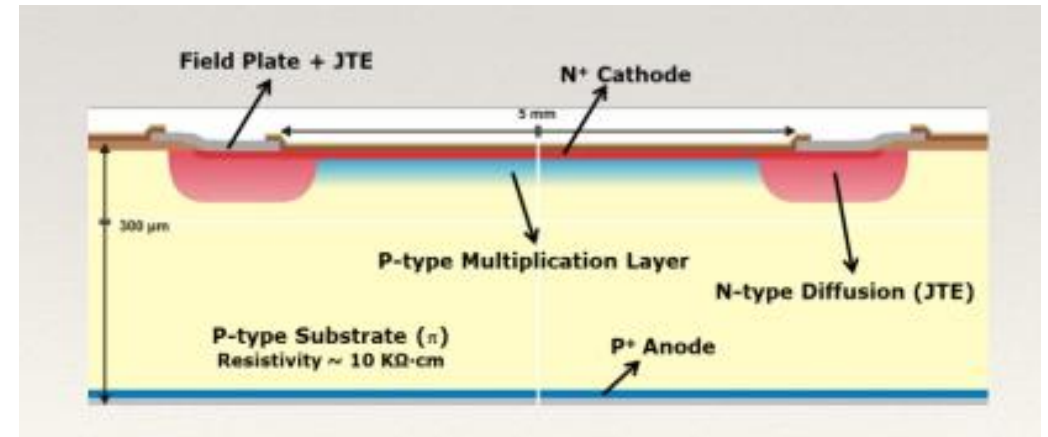 Field Plate + JTE
N⁺ Cathode
5 mm
300 µm
P-type Multiplication Layer
N-type Diffusion (JTE)
P-type Substrate (π)
Resistivity ~ 10 KΩ·cm
P⁺ Anode